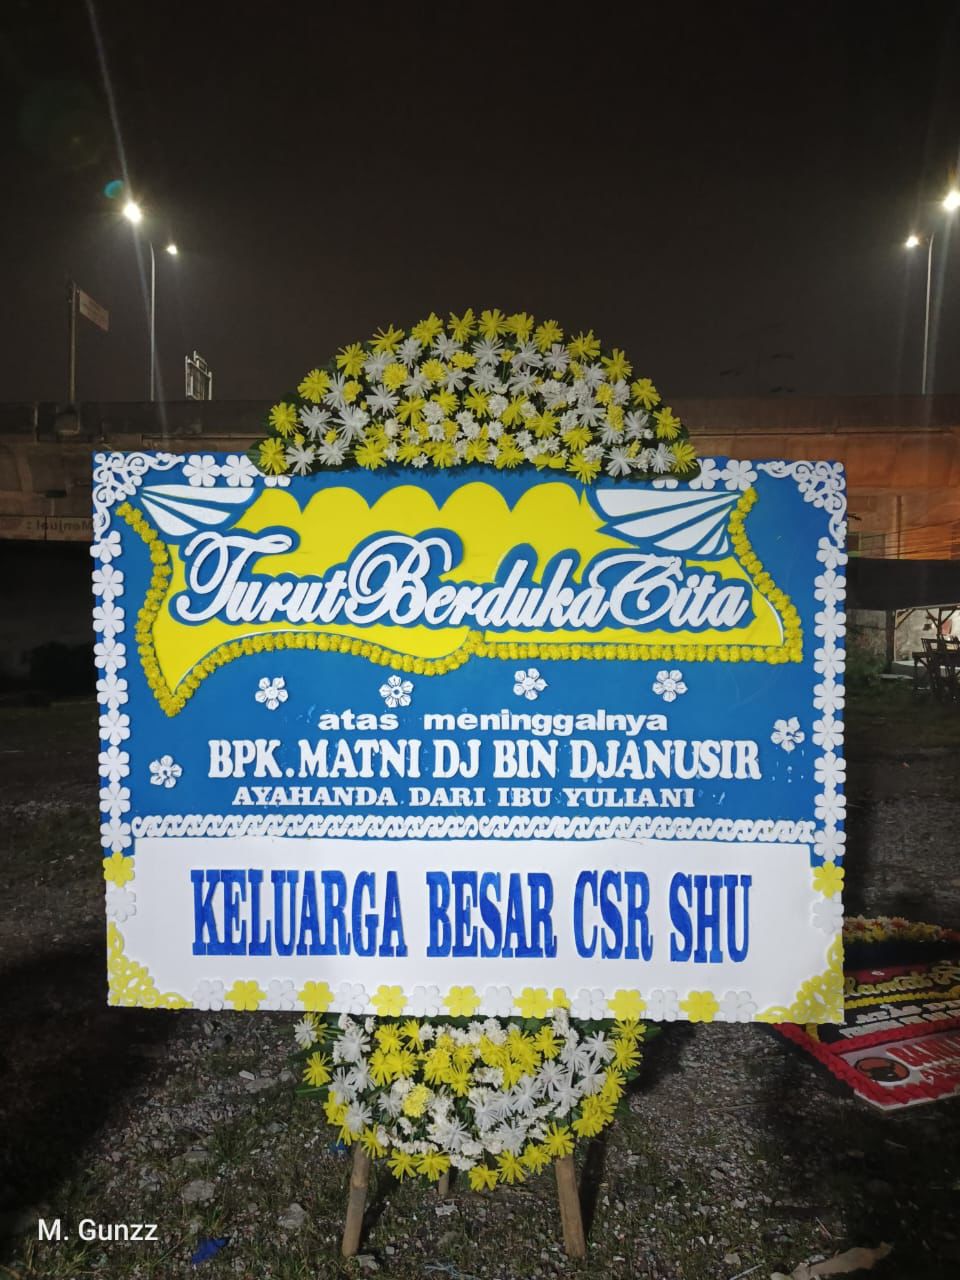 Turut Berduka Cita
atas meninggalnya
BPK. MATNI DJ BIN DJANUSIR
AYAHANDA DARI IBU YULIANI
KELUARGA BESAR CSR SHU
M. Gunzz